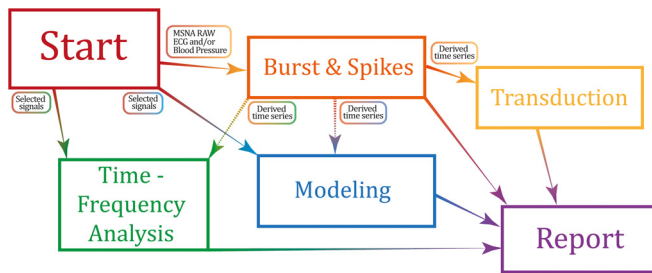 Start
MSNA RAW
ECG and/or
Blood Pressure
Burst & Spikes
Derived
time series
Transduction
Selected
signals
Selected
signals
Derived
time series
Derived
time series
Time -
Frequency
Analysis
Modeling
Report